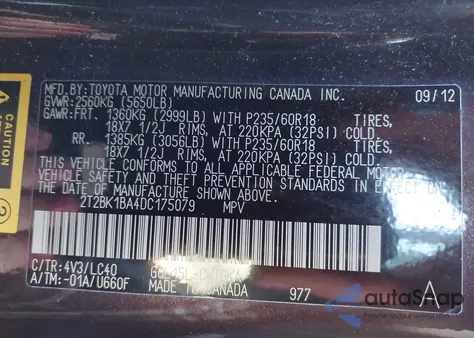 MFD. BY:TOYOTA MOTOR MANUFACTURING CANADA INC. 09/12
GVWR:2560KG (5650LB)
GAWR:FRT. 1360KG (2999LB) WITH P235/60R18 TIRES,
18X7 1/2J RIMS, AT 220KPA (32PSI) COLD.
RR. 1385KG (3056LB) WITH P235/60R18 TIRES,
18X7 1/2J RIMS, AT 220KPA (32PSI) COLD.
THIS VEHICLE CONFORMS TO ALL APPLICABLE FEDERAL MOTOR
VEHICLE SAFETY AND THEFT PREVENTION STANDARDS IN EFFECT ON
THE DATE OF MANUFACTURE SHOWN ABOVE.
2T2BK1BA4DC175079 MPV
C/TR:4V3/LC40
A/TM:-01A/U660F MADE IN CANADA 977 A
CAUTION
autoSnap